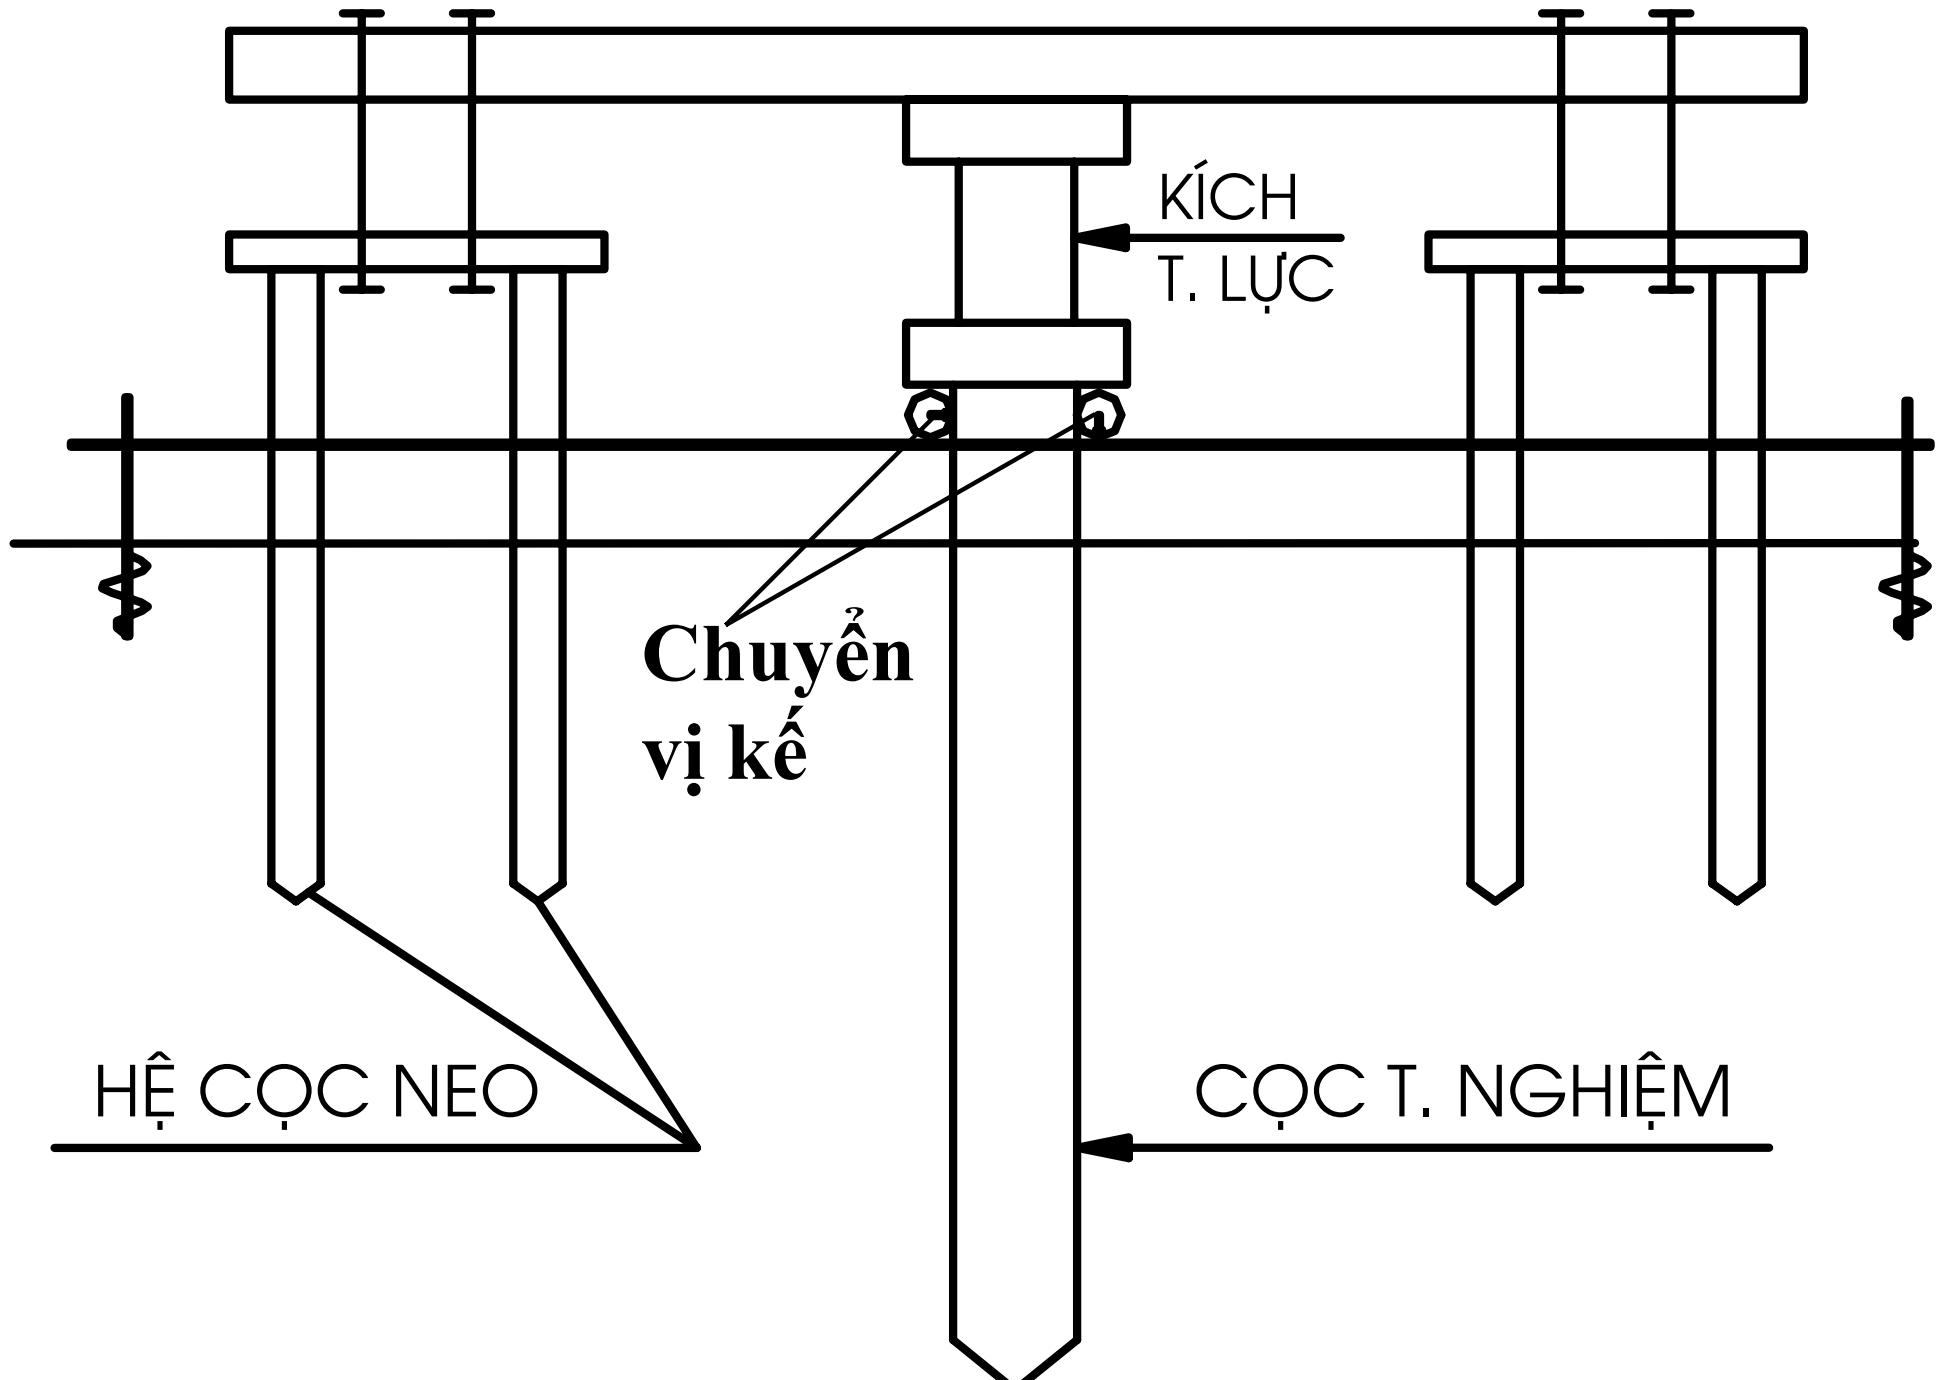 KÍCH
T. LỰC
Chuyển
vị kế
HỆ CỌC NEO
CỌC T. NGHIỆM